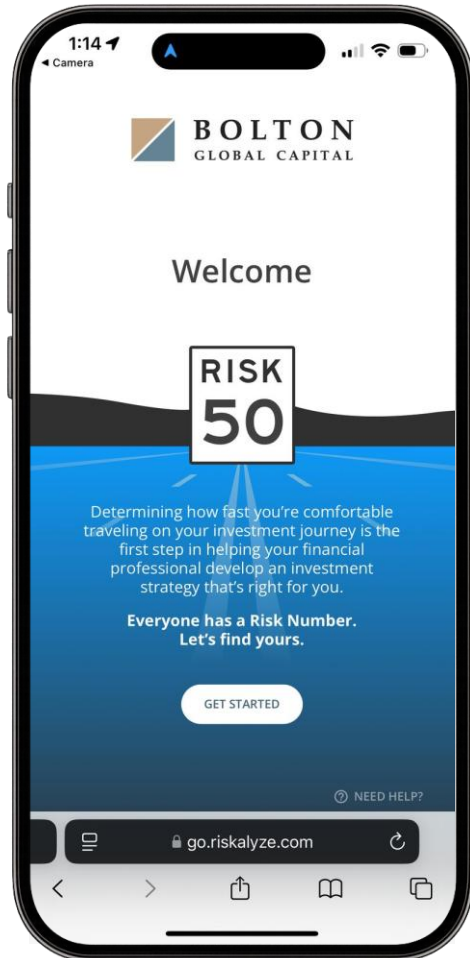 1:14
Camera
BOLTON
GLOBAL CAPITAL
Welcome
RISK
50
Determining how fast you’re comfortable
traveling on your investment journey is the
first step in helping your financial
professional develop an investment
strategy that’s right for you.
Everyone has a Risk Number.
Let’s find yours.
GET STARTED
NEED HELP?
go.riskalyze.com